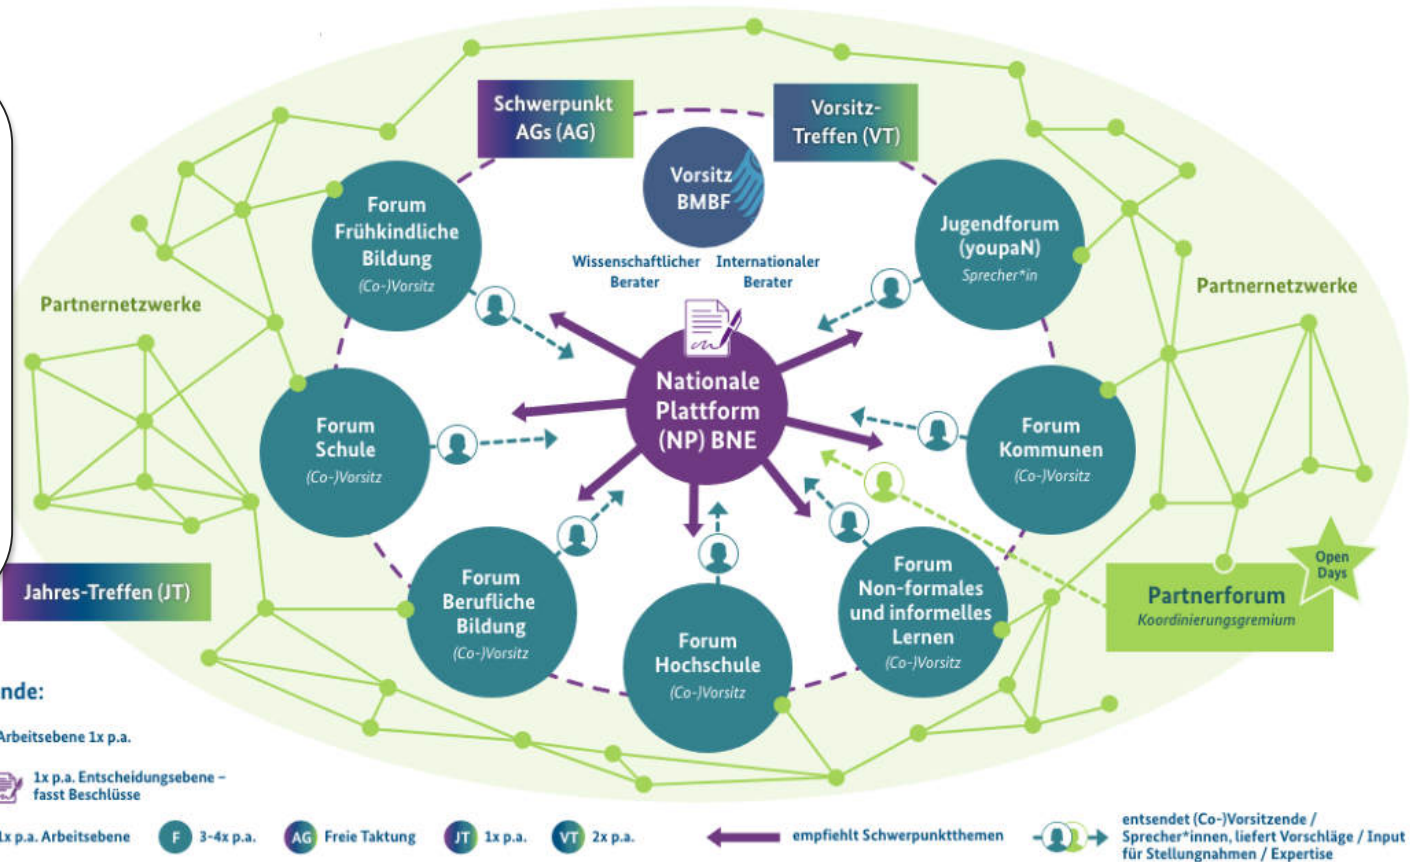 Schwerpunkt
AGs (AG)
Vorsitz-
Treffen (VT)
Vorsitz
BMBF
Forum
Frühkindliche
Bildung
(Co-)Vorsitz
Jugendforum
(youpaN)
Sprecher*in
Wissenschaftlicher
Berater
Internationaler
Berater
Partnernetzwerke
Partnernetzwerke
Nationale
Plattform
(NP) BNE
Forum
Schule
(Co-)Vorsitz
Forum
Kommunen
(Co-)Vorsitz
Jahres-Treffen (JT)
Forum
Berufliche
Bildung
(Co-)Vorsitz
Forum
Hochschule
(Co-)Vorsitz
Forum
Non-formales
und informelles
Lernen
(Co-)Vorsitz
Open
Days
Partnerforum
Koordinierungsgremium
nde:
Arbeitsebene 1x p.a.
1x p.a. Entscheidungsebene –
fasst Beschlüsse
1x p.a. Arbeitsebene
F 3-4x p.a.
AG Freie Taktung
JT 1x p.a.
VT 2x p.a.
empfiehlt Schwerpunktthemen
entsendet (Co-)Vorsitzende /
Sprecher*innen, liefert Vorschläge / Input
für Stellungnahmen / Expertise